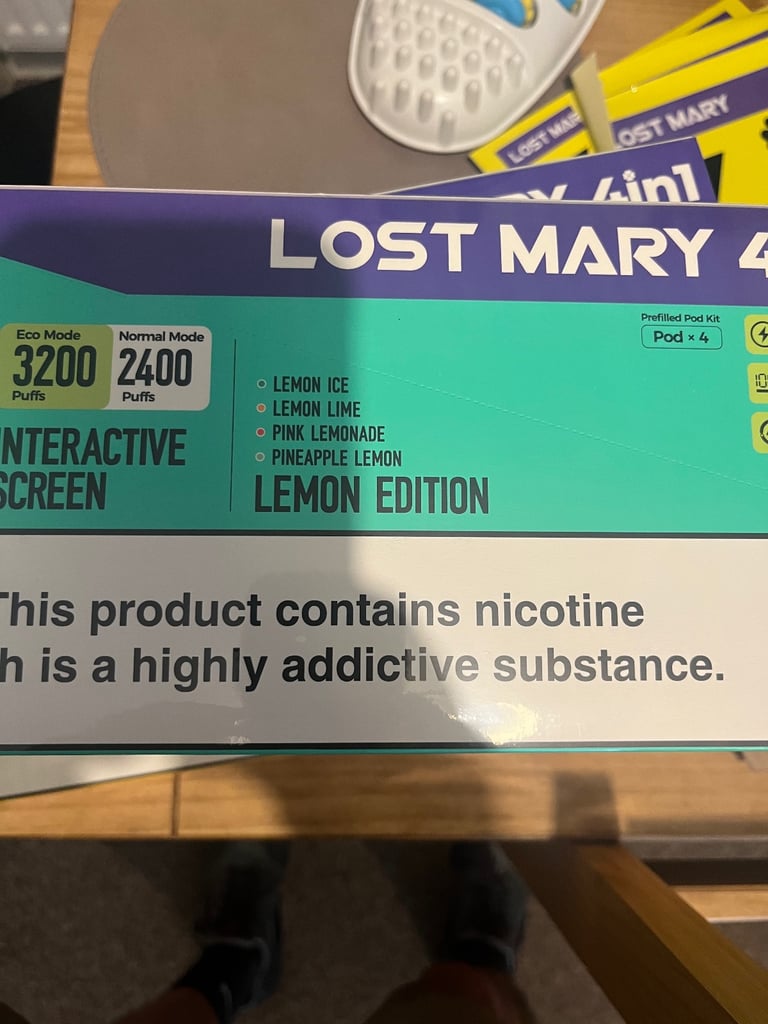 LOST MARY
LOST MARY
4in1
LOST MARY 4
Eco Mode
3200
Puffs
Normal Mode
2400
Puffs
INTERACTIVE
SCREEN
LEMON ICE
LEMON LIME
PINK LEMONADE
PINEAPPLE LEMON
LEMON EDITION
Prefilled Pod Kit
Pod × 4
This product contains nicotine
h is a highly addictive substance.